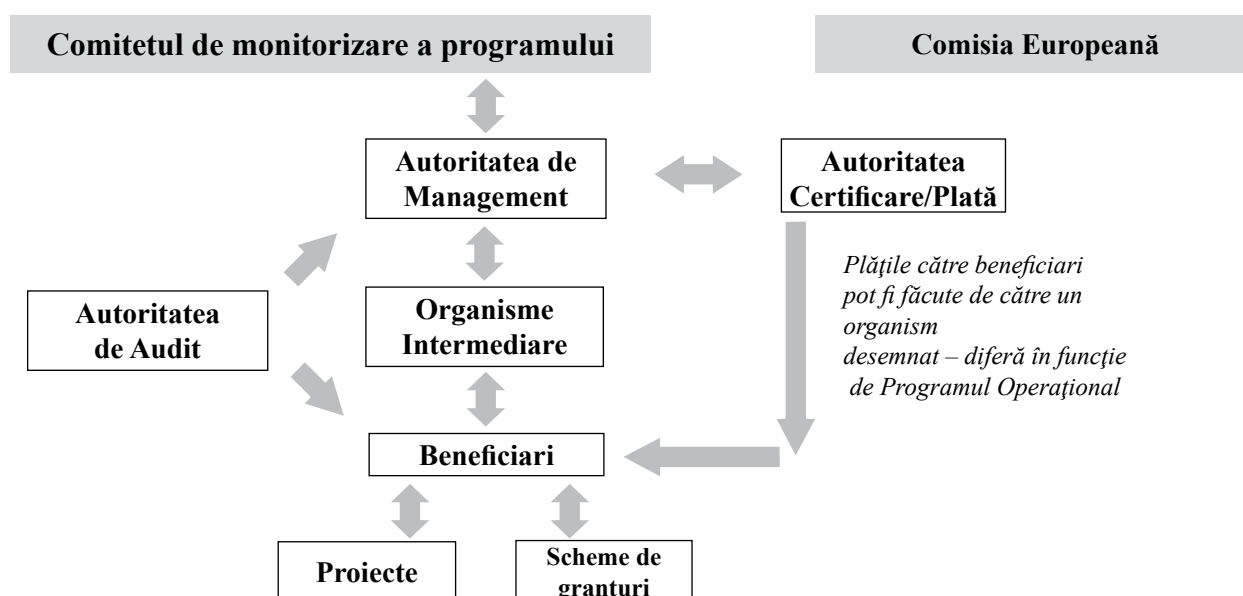 Comitetul de monitorizare a programului
Comisia Europeană
Autoritatea de
Management
Autoritatea
Certificare/Plată
Plăţile către beneficiari
pot fi făcute de către un
organism
desemnat – diferă în funcţie
de Programul Operaţional
Autoritatea
de Audit
Organisme
Intermediare
Beneficiari
Proiecte
Scheme de
granturi